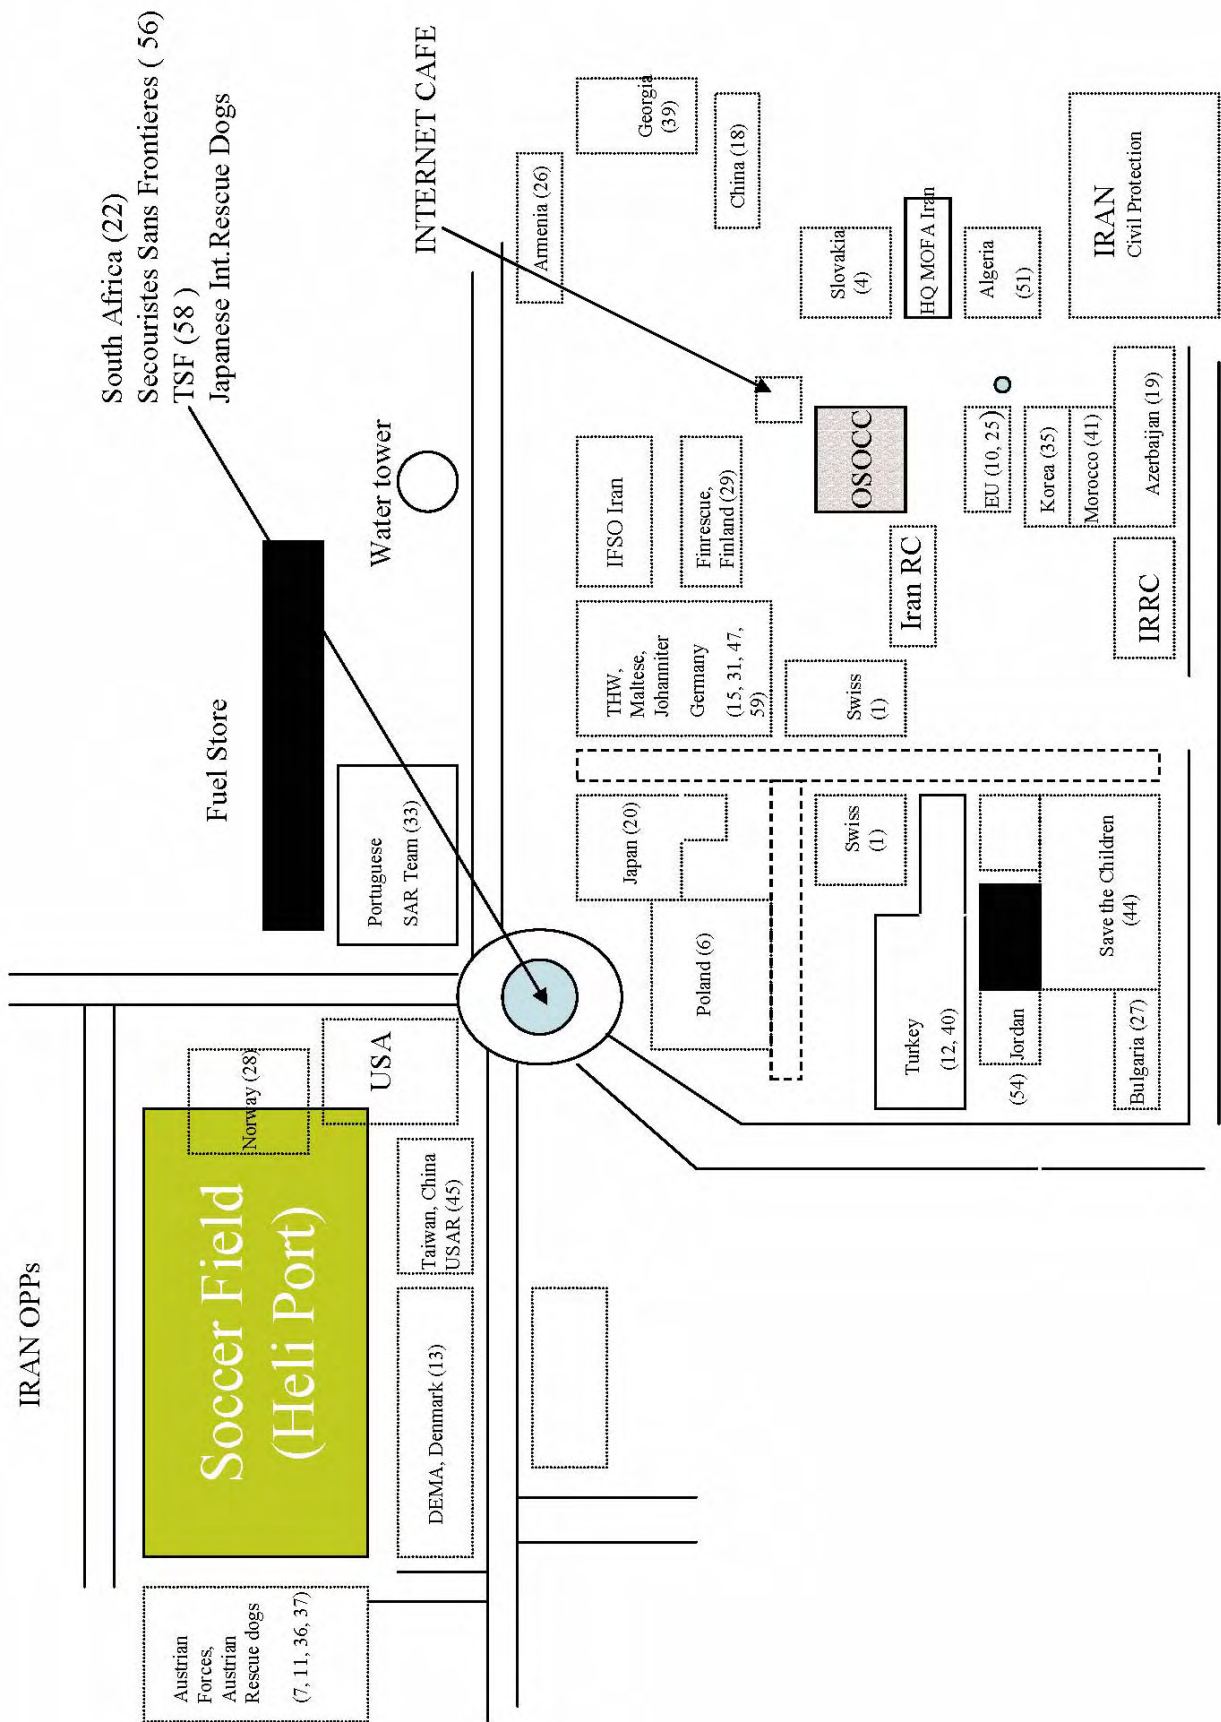 IRAN OPPs
Soccer Field
(Heli Port)
Norway (28)
Austrian
Forces,
Austrian
Rescue dogs
(7, 11, 36, 37)
DEMA, Denmark (13)
Taiwan, China
USAR (45)
USA
Fuel Store
Portuguese
SAR Team (33)
Water tower
South Africa (22)
Secouristes Sans Frontieres ( 56)
TSF (58 )
Japanese Int.Rescue Dogs
INTERNET CAFE
Armenia (26)
Georgia
(39)
China (18)
Japan (20)
Poland (6)
THW,
Maltese,
Johanniter
Germany
(15, 31, 47,
59)
IFSO Iran
Finrescue,
Finland (29)
Swiss
(1)
Swiss
(1)
OSOCC
Iran RC
Slovakia
(4)
HQ MOFA Iran
Algeria
(51)
Turkey
(12, 40)
(54) Jordan
EU (10, 25)
Korea (35)
Morocco (41)
Azerbaijan (19)
IRRC
IRAN
Civil Protection
Save the Children
(44)
Bulgaria (27)